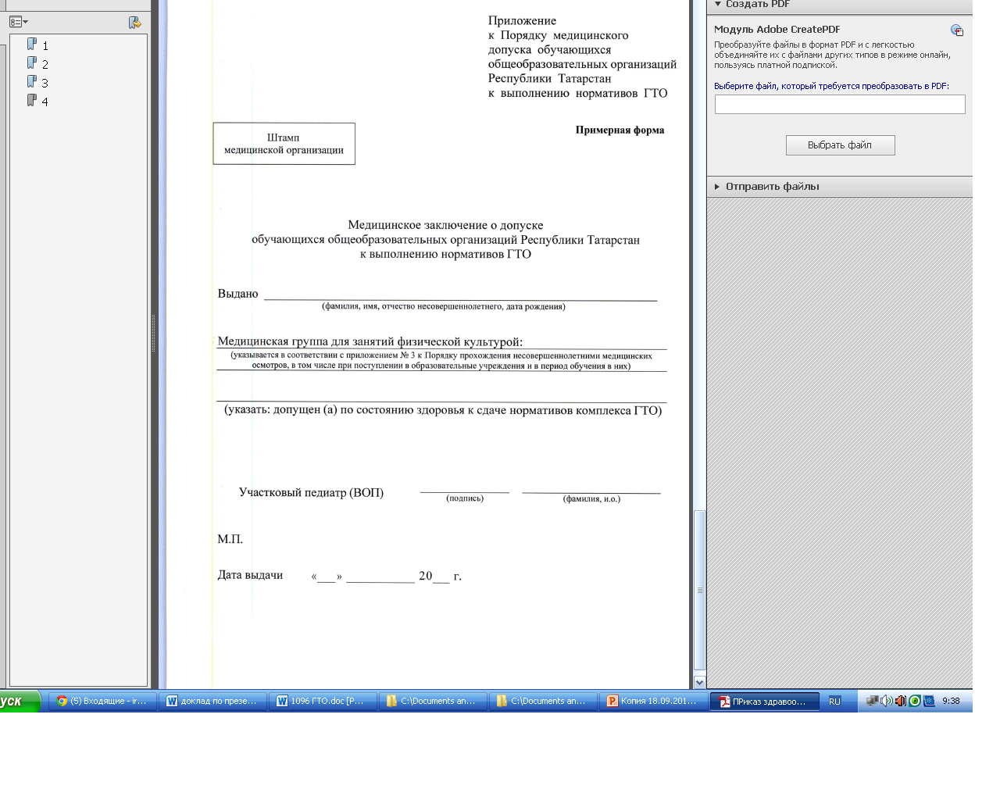 1
2
3
4
Приложение
к Порядку медицинского
допуска обучающихся
общеобразовательных организаций
Республики Татарстан
к выполнению нормативов ГТО
Примерная форма
Штамп
медицинской организации
Медицинское заключение о допуске
обучающихся общеобразовательных организаций Республики Татарстан
к выполнению нормативов ГТО
Выдано
(фамилия, имя, отчество несовершеннолетнего, дата рождения)
Медицинская группа для занятий физической культурой:
(указывается в соответствии с приложением № 3 к Порядку прохождения несовершеннолетними медицинских
осмотров, в том числе при поступлении в образовательные учреждения и в период обучения в них)
(указать: допущен (а) по состоянию здоровья к сдаче нормативов комплекса ГТО)
Участковый педиатр (ВОП)
(подпись) (фамилия, и.о.)
М.П.
Дата выдачи «___» ___________ 20___ г.
Создать PDF
Модуль Adobe CreatePDF
Преобразуйте файлы в формат PDF и с легкостью
объединяйте их с файлами других типов в режиме онлайн,
пользуясь платной подпиской.
Выберите файл, который требуется преобразовать в PDF:
Выбрать файл
Отправить файлы
уск (5) Входящие - ir... доклад по презе... 1096 ГТО.doc [Р... C:\Documents an... C:\Documents an... Копия 18.09.201... ПРиказ здравоо... RU 9:38